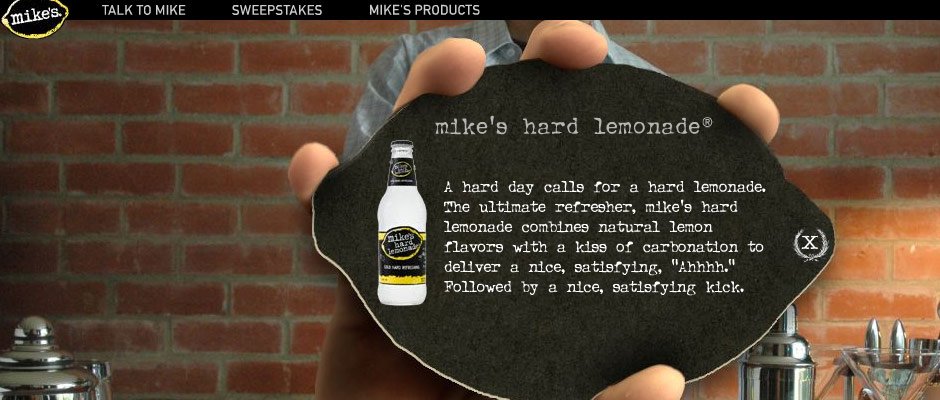 mike's.
TALK TO MIKE
SWEEPSTAKES
MIKE'S PRODUCTS
mike's hard lemonade®
A hard day calls for a hard lemonade.
The ultimate refresher, mike's hard
lemonade combines natural lemon
flavors with a kiss of carbonation to
deliver a nice, satisfying, "Ahhhh."
Followed by a nice, satisfying kick.
X
mike's
hard
lemonade